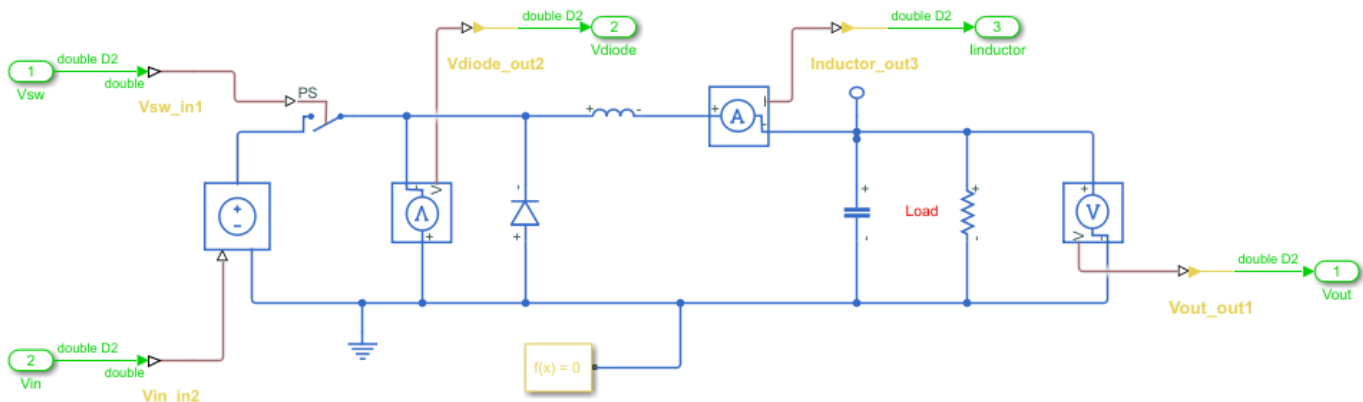 double D2
2
Vdiode
Vdiode_out2
double D2
3
Iinductor
Inductor_out3
1
Vsw
double D2
double
Vsw_in1
PS
+
-
+
-
A
+
-
V
-
V
+
-
+
+
-
Load
+
-
+
V
V
-
double D2
1
Vout
Vout_out1
2
Vin
double D2
double
Vin_in2
f(x) = 0